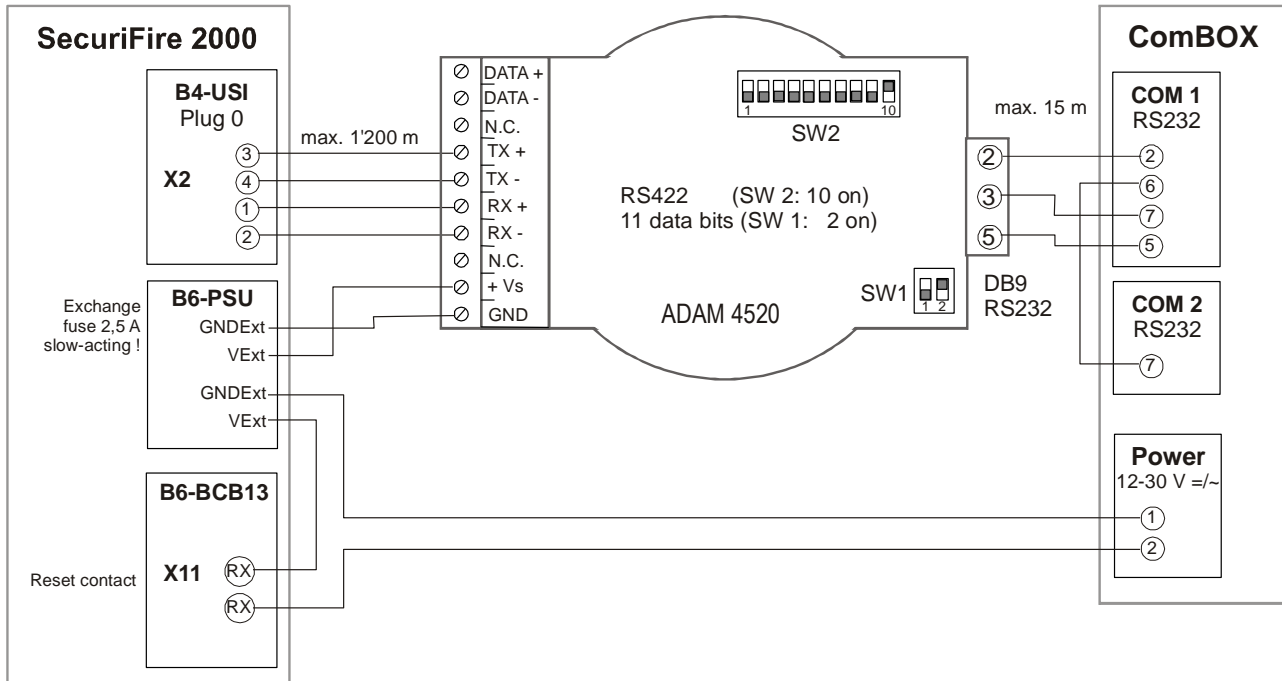 SecuriFire 2000
B4-USI
Plug 0
X2
3
4
1
2
max. 1'200 m
Exchange
fuse 2,5 A
slow-acting !
B6-PSU
GNDExt
VExt
GNDExt
VExt
B6-BCB13
Reset contact
X11
RX
RX
DATA +
DATA -
N.C.
TX +
TX -
RX +
RX -
N.C.
+ Vs
GND
1 10
SW2
RS422 (SW 2: 10 on)
11 data bits (SW 1: 2 on)
SW1
1 2
ADAM 4520
2
3
5
DB9
RS232
max. 15 m
ComBOX
COM 1
RS232
2
6
7
5
COM 2
RS232
7
Power
12-30 V =/~
1
2